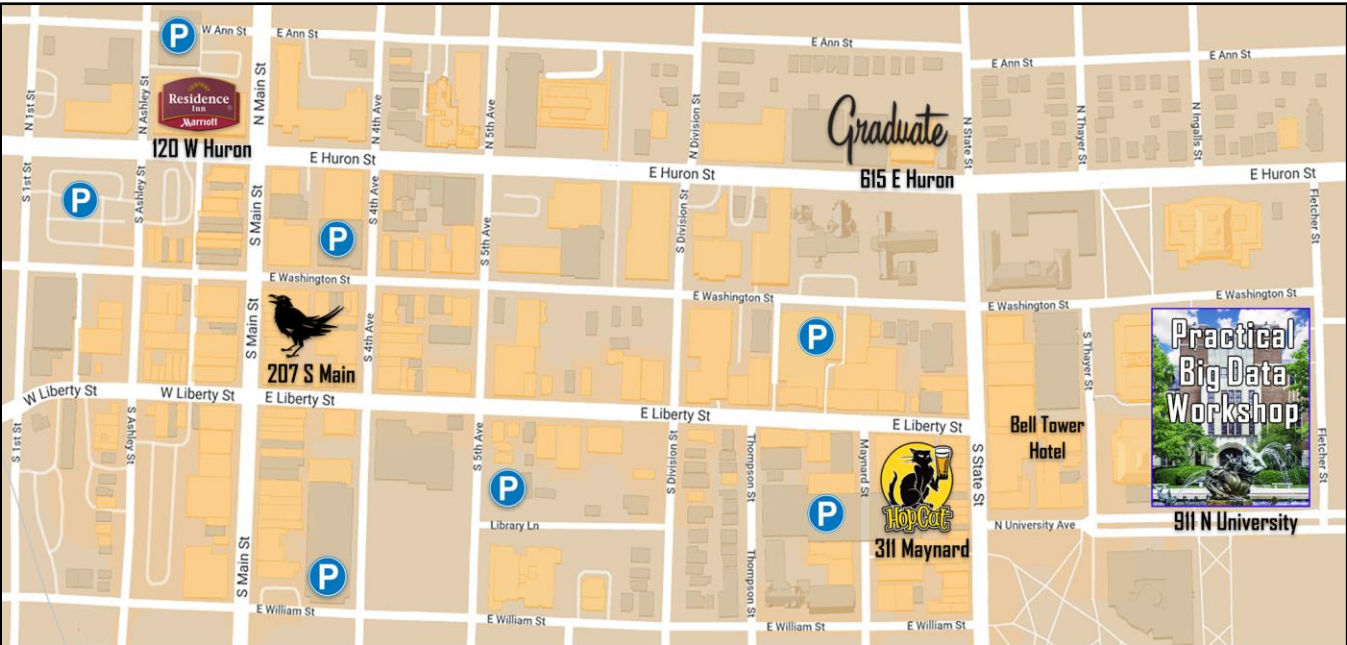 P
W Ann St
E Ann St
E Ann St
E Ann St
E Ann St
N 1st St
N Ashley St
Residence
Inn
Marriott
120 W Huron
N Main St
N 4th Ave
N 5th Ave
N Division St
Graduate
615 E Huron
N State St
N Thayer St
N Ingalls St
E Huron St
E Huron St
E Huron St
S 1st St
P
S Ashley St
S Main St
P
S 4th Ave
S 5th Ave
S Division St
Fletcher St
E Washington St
E Washington St
E Washington St
E Washington St
S Main St
207 S Main
S 4th Ave
P
S Thayer St
Practical
Big Data
Workshop
911 N University
W Liberty St
W Liberty St
E Liberty St
E Liberty St
E Liberty St
S 1st St
S Ashley St
S 5th Ave
S Division St
Thompson St
Maynard St
S State St
Bell Tower
Hotel
Fletcher St
P
Library Ln
P
HopCat
311 Maynard
N University Ave
S Main St
P
Thompson St
E William St
E William St
E William St
E William St